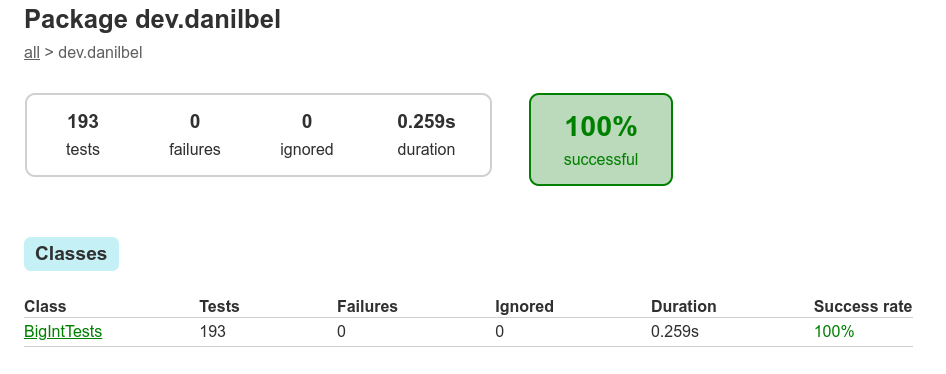 Package dev.danilbel
all > dev.danilbel
193 0 0 0.259s
tests failures ignored duration
100%
successful
Classes
Class Tests Failures Ignored Duration Success rate
BigIntTests 193 0 0 0.259s 100%